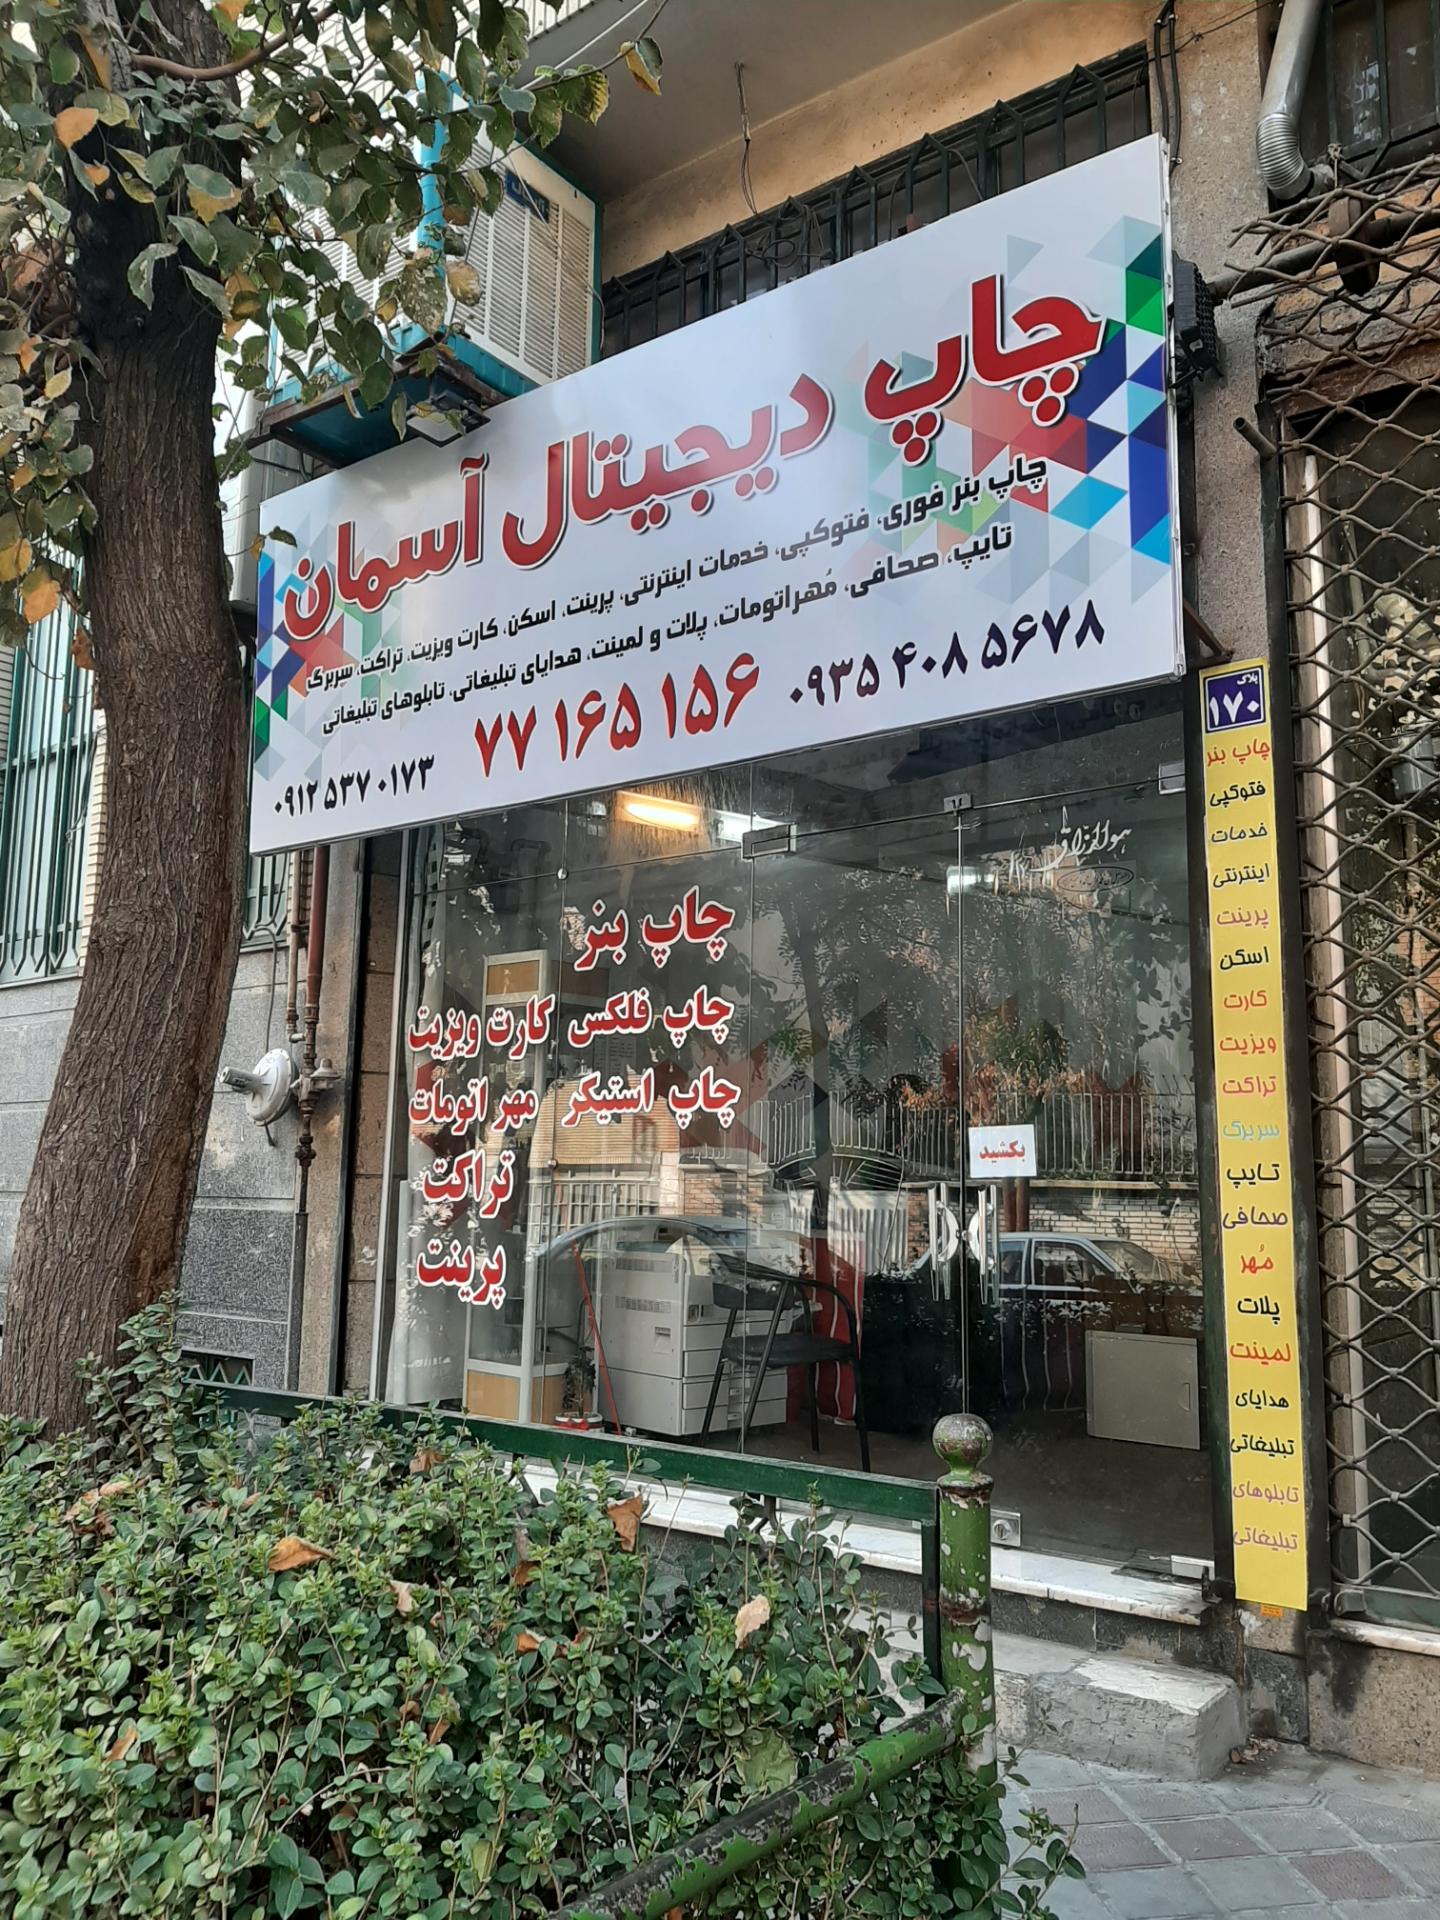 چاپ دیجیتال آسمان
چاپ بنر فوری، فتوکپی، خدمات اینترنتی، پرینت، اسکن، کارت ویزیت، تراکت، سربرگ
تایپ، صحافی، مُهراتومات، پلات و لمینت، هدایای تبلیغاتی، تابلوهای تبلیغاتی
۰۹۳۵ ۴۰۸ ۵۶۷۸
۷۷ ۱۶۵ ۱۵۶
۰۹۱۲ ۵۳۷ ۰۱۷۳
پلاک
۱۷۰
چاپ بنر
فتوکپی
خدمات
اینترنتی
پرینت
اسکن
کارت
ویزیت
تراکت
سربرگ
تایپ
صحافی
مُهر
پلات
لمینت
هدایای
تبلیغاتی
تابلوهای
تبلیغاتی
هوالرزاق
بکشید
چاپ بنر
چاپ فلکس کارت ویزیت
چاپ استیکر مهر اتومات
تراکت
پرینت